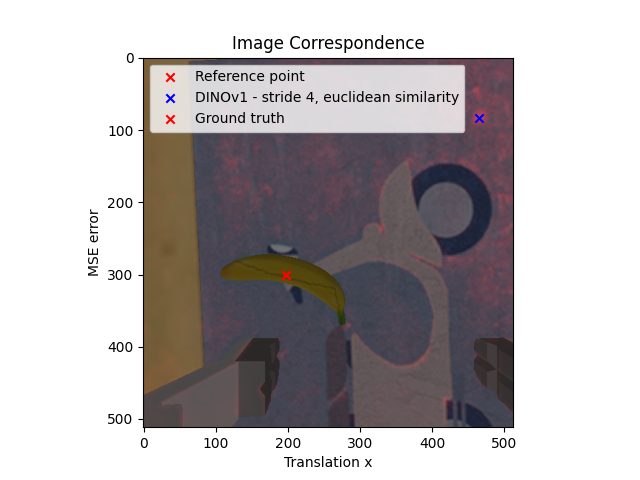 Image Correspondence
Reference point
DINOv1 - stride 4, euclidean similarity
Ground truth
MSE error
0
100
200
300
400
500
0 100 200 300 400 500
Translation x